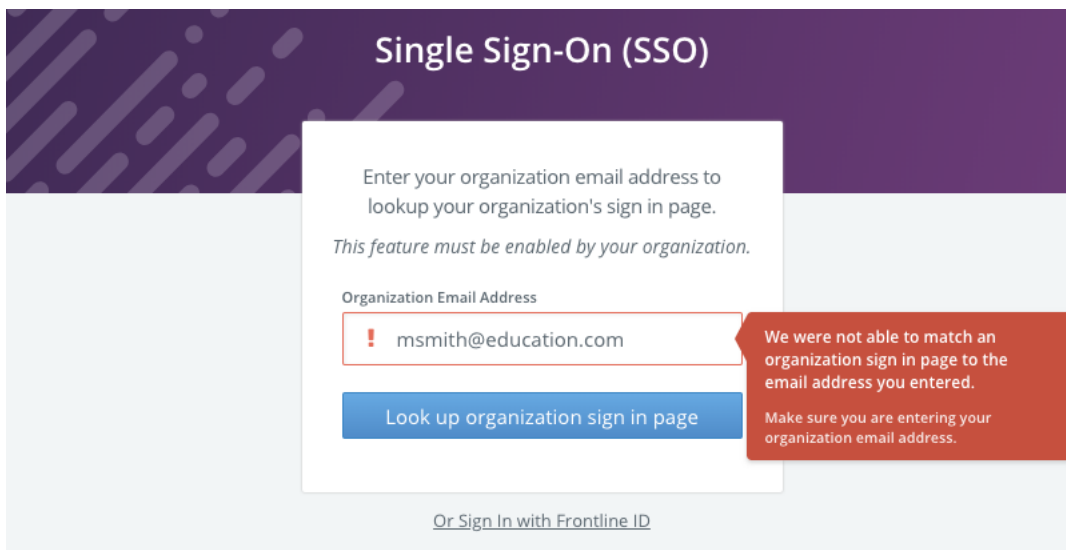 Single Sign-On (SSO)
Enter your organization email address to
lookup your organization's sign in page.
This feature must be enabled by your organization.
Organization Email Address
! msmith@education.com
We were not able to match an
organization sign in page to the
email address you entered.
Make sure you are entering your
organization email address.
Look up organization sign in page
Or Sign In with Frontline ID